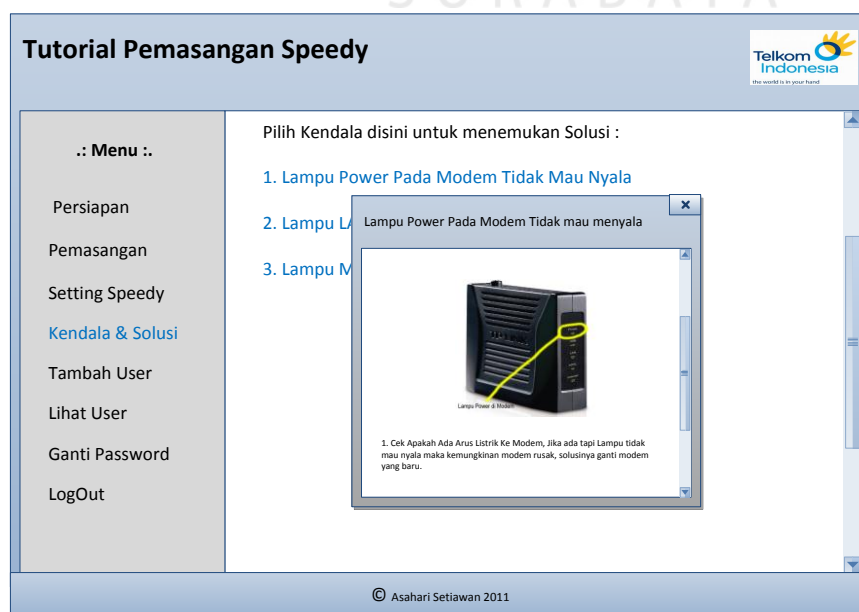 SURABAYA
Tutorial Pemasangan Speedy
Telkom
Indonesia
the world is in your hand
.: Menu :.
Persiapan
Pemasangan
Setting Speedy
Kendala & Solusi
Tambah User
Lihat User
Ganti Password
LogOut
Pilih Kendala disini untuk menemukan Solusi :
1. Lampu Power Pada Modem Tidak Mau Nyala
2. Lampu LA
3. Lampu M
Lampu Power Pada Modem Tidak mau menyala
TP-LINK
Lampu Power di Modem
1. Cek Apakah Ada Arus Listrik Ke Modem, Jika ada tapi Lampu tidak
mau nyala maka kemungkinan modem rusak, solusinya ganti modem
yang baru.
© Asahari Setiawan 2011